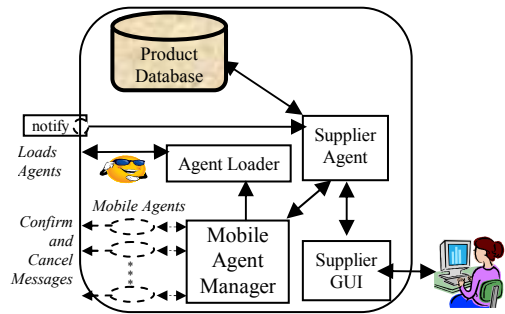 Product
Database
notify
Supplier
Agent
Loads
Agents
Agent Loader
Mobile Agents
Confirm
and
Cancel
Messages
Mobile
Agent
Manager
* 
*
*
Supplier
GUI